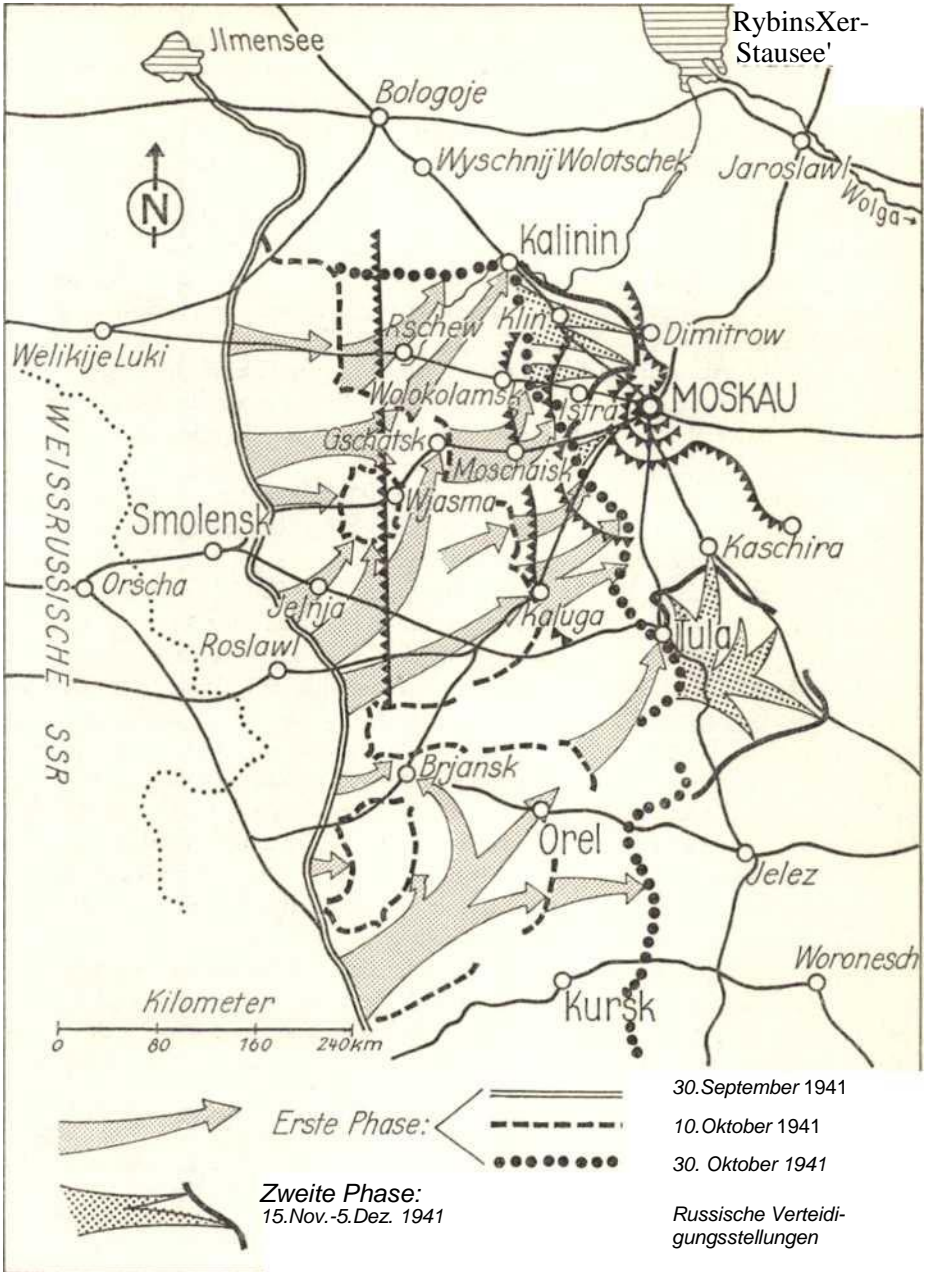 Jlmensee
RybinsXer-
Stausee'
Bologoje
Wyschnij Wolotschek
Jaroslawl
Wolga→
N
Kalinin
Rschew
Klin
Dimitrow
Welikije Luki
Wolokolamsk
Istra
MOSKAU
Gschatsk
Moschaisk
WEISSRUSSISCHE SSR
Wjasma
Smolensk
Kaschira
Orscha
Jelnja
Kaluga
Roslawl
Tula
Brjansk
Orel
Jelez
Woronesch
Kursk
Kilometer
0 80 160 240km
Erste Phase:
30.September 1941
10.Oktober 1941
30. Oktober 1941
Zweite Phase:
15.Nov.-5.Dez. 1941
Russische Verteidi-
gungsstellungen